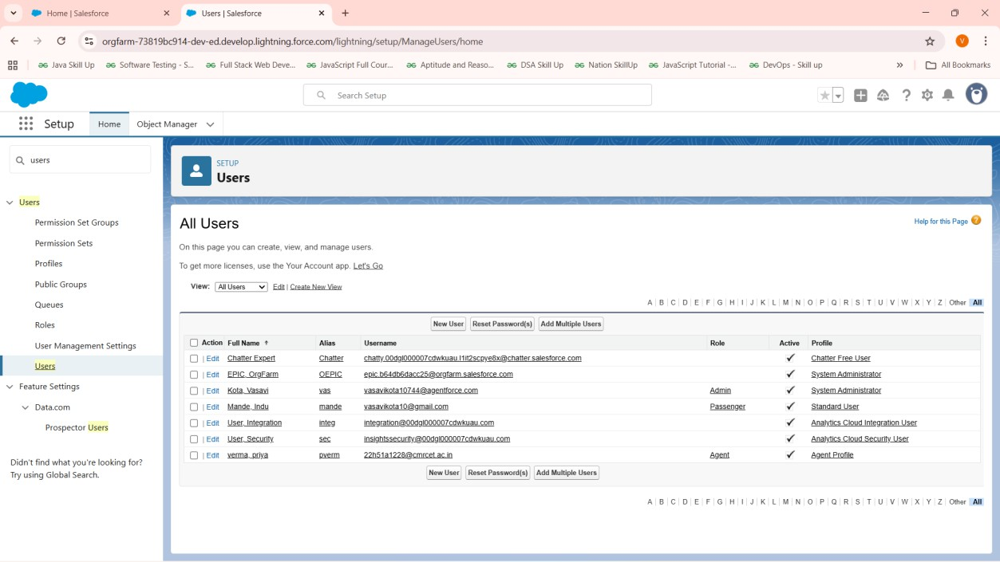 Home | Salesforce
Users | Salesforce
orgfarm-73819bc914-dev-ed.develop.lightning.force.com/lightning/setup/ManageUsers/home
V
Java Skill Up Software Testing - S... Full Stack Web Deve... JavaScript Full Cour... Aptitude and Reaso... DSA Skill Up Nation SkillUp JavaScript Tutorial -... DevOps - Skill up » All Bookmarks
Search Setup
Setup Home Object Manager
users
Users
Permission Set Groups
Permission Sets
Profiles
Public Groups
Queues
Roles
User Management Settings
Users
Feature Settings
Data.com
Prospector Users
Didn't find what you're looking for?
Try using Global Search.
SETUP
Users
All Users
Help for this Page ?
On this page you can create, view, and manage users.
To get more licenses, use the Your Account app. Let's Go
View: All Users Edit | Create New View
A | B | C | D | E | F | G | H | I | J | K | L | M | N | O | P | Q | R | S | T | U | V | W | X | Y | Z | Other All
New User Reset Password(s) Add Multiple Users
Action Full Name ↑ Alias Username Role Active Profile
| Edit Chatter Expert Chatter chatty.00dgl000007cdwkuau.l1it2scpye8x@chatter.salesforce.com ✓ Chatter Free User
| Edit EPIC, OrgFarm OEPIC epic.b64db6dacc25@orgfarm.salesforce.com ✓ System Administrator
| Edit Kota, Vasavi vas vasavikota10744@agentforce.com Admin ✓ System Administrator
| Edit Mande, Indu mande vasavikota10@gmail.com Passenger ✓ Standard User
| Edit User, Integration integ integration@00dgl000007cdwkuau.com ✓ Analytics Cloud Integration User
| Edit User, Security sec insightssecurity@00dgl000007cdwkuau.com ✓ Analytics Cloud Security User
| Edit verma, priya pverm 22h51a1228@cmrcet.ac.in Agent ✓ Agent Profile
New User Reset Password(s) Add Multiple Users
A | B | C | D | E | F | G | H | I | J | K | L | M | N | O | P | Q | R | S | T | U | V | W | X | Y | Z | Other All